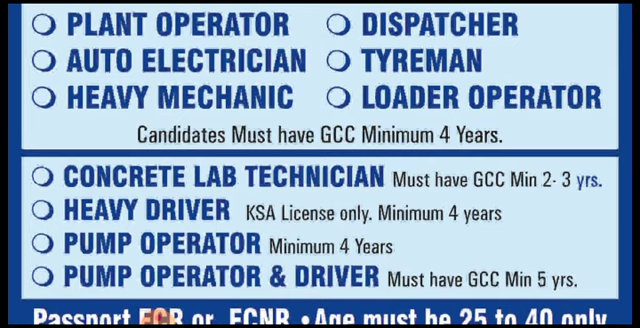 PLANT OPERATOR
DISPATCHER
AUTO ELECTRICIAN
TYREMAN
HEAVY MECHANIC
LOADER OPERATOR
Candidates Must have GCC Minimum 4 Years.
CONCRETE LAB TECHNICIAN Must have GCC Min 2- 3 yrs.
HEAVY DRIVER KSA License only. Minimum 4 years
PUMP OPERATOR Minimum 4 Years
PUMP OPERATOR & DRIVER Must have GCC Min 5 yrs.
Passport ECR or ECNR • Age must be 25 to 40 only